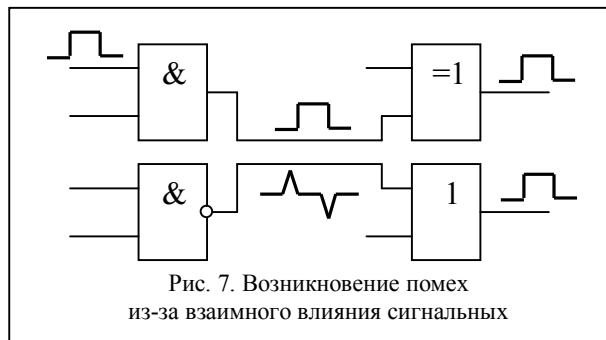 &
=1
&
1
Рис. 7. Возникновение помех
из-за взаимного влияния сигнальных